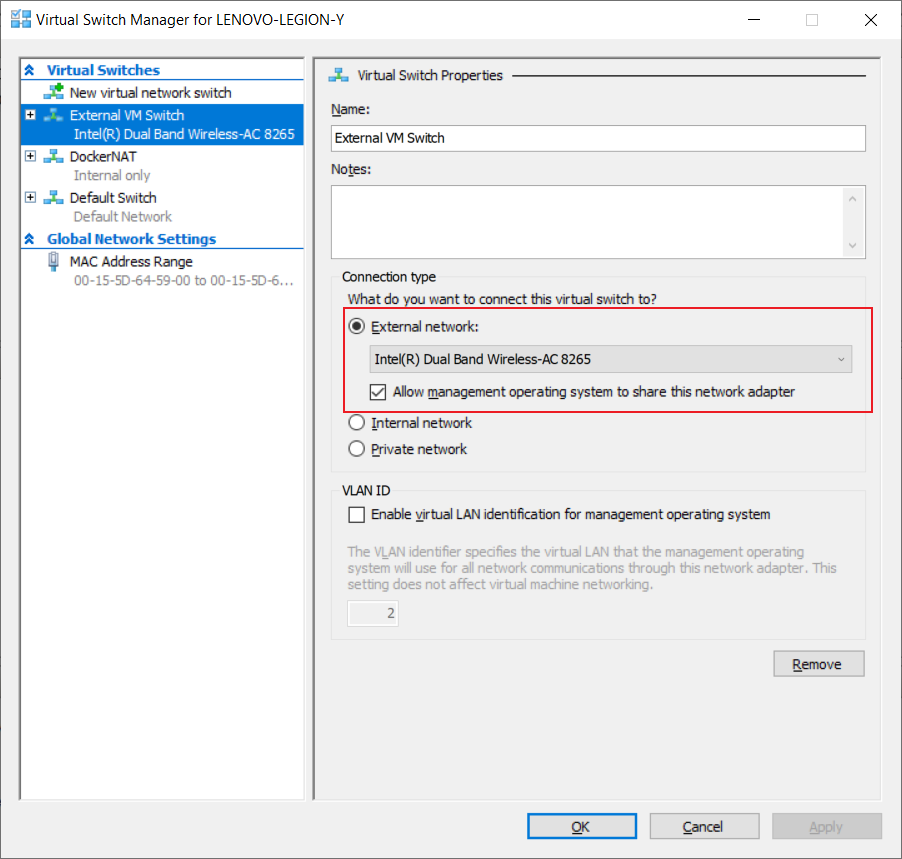 Virtual Switch Manager for LENOVO-LEGION-Y
Virtual Switches
New virtual network switch
External VM Switch
Intel(R) Dual Band Wireless-AC 8265
DockerNAT
Internal only
Default Switch
Default Network
Global Network Settings
MAC Address Range
00-15-5D-64-59-00 to 00-15-5D-6...
Virtual Switch Properties
Name:
External VM Switch
Notes:
Connection type
What do you want to connect this virtual switch to?
External network:
Intel(R) Dual Band Wireless-AC 8265
Allow management operating system to share this network adapter
Internal network
Private network
VLAN ID
Enable virtual LAN identification for management operating system
The VLAN identifier specifies the virtual LAN that the management operating
system will use for all network communications through this network adapter. This
setting does not affect virtual machine networking.
2
Remove
OK
Cancel
Apply